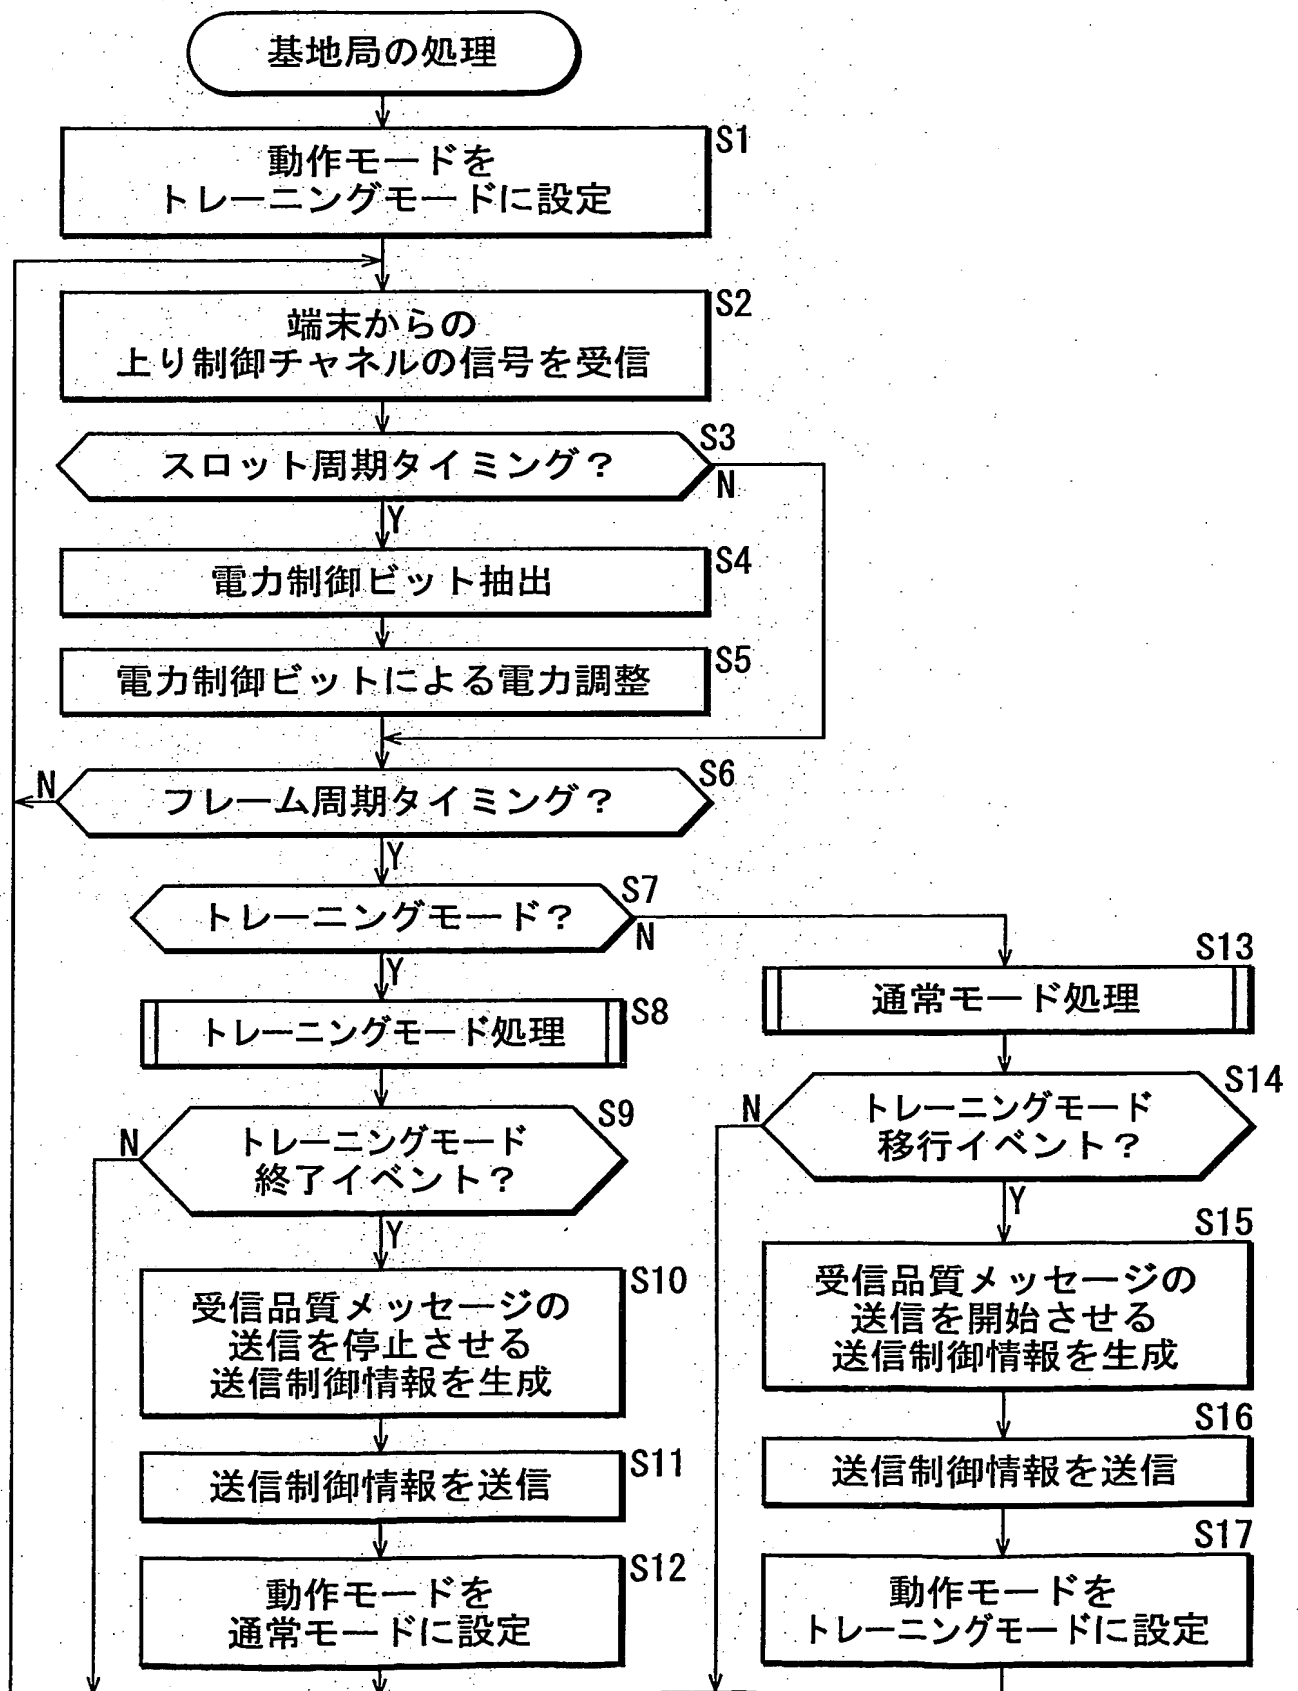 基地局の処理
S1
動作モードを
トレーニングモードに設定
S2
端末からの
上り制御チャネルの信号を受信
S3
スロット周期タイミング？
N
Y
S4
電力制御ビット抽出
S5
電力制御ビットによる電力調整
S6
フレーム周期タイミング？
N
Y
S7
トレーニングモード？
N
Y
S8
トレーニングモード処理
S9
トレーニングモード
終了イベント？
N
Y
S10
受信品質メッセージの
送信を停止させる
送信制御情報を生成
S11
送信制御情報を送信
S12
動作モードを
通常モードに設定
S13
通常モード処理
S14
トレーニングモード
移行イベント？
N
Y
S15
受信品質メッセージの
送信を開始させる
送信制御情報を生成
S16
送信制御情報を送信
S17
動作モードを
トレーニングモードに設定